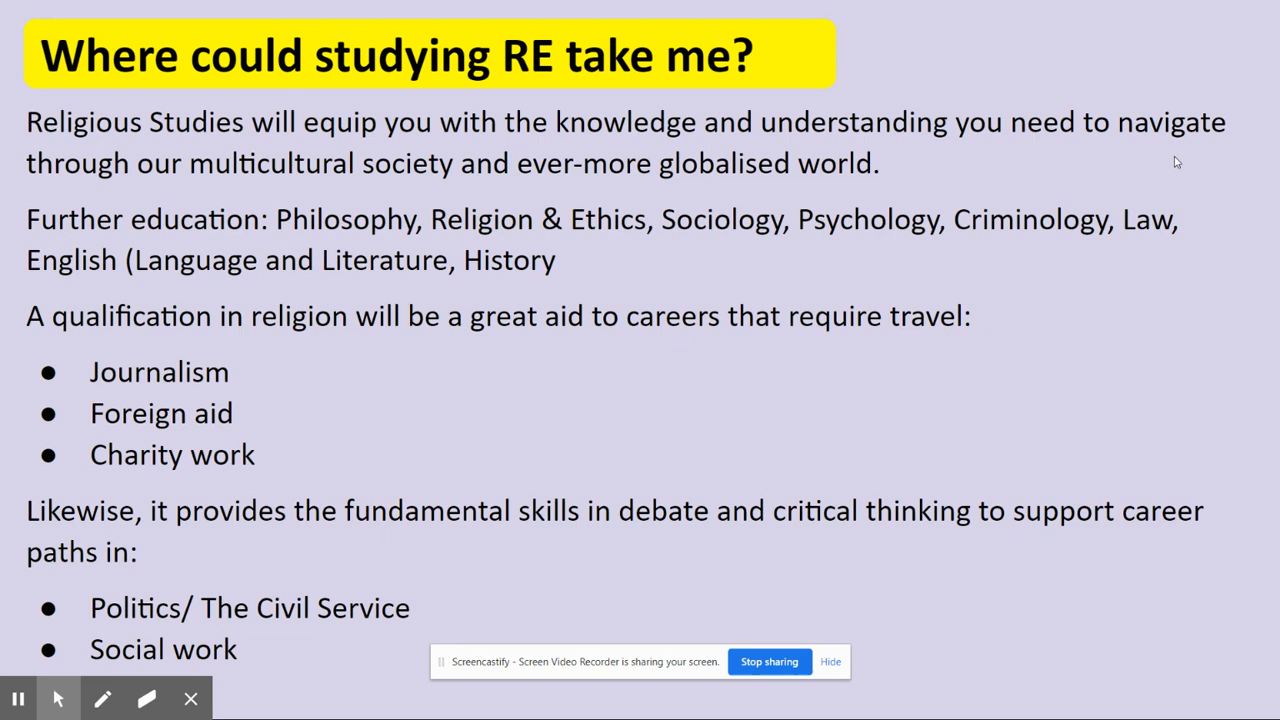 Where could studying RE take me?
Religious Studies will equip you with the knowledge and understanding you need to navigate
through our multicultural society and ever-more globalised world.
Further education: Philosophy, Religion & Ethics, Sociology, Psychology, Criminology, Law,
English (Language and Literature, History
A qualification in religion will be a great aid to careers that require travel:
● Journalism
● Foreign aid
● Charity work
Likewise, it provides the fundamental skills in debate and critical thinking to support career
paths in:
● Politics/ The Civil Service
● Social work
Screencastify - Screen Video Recorder is sharing your screen. Stop sharing Hide